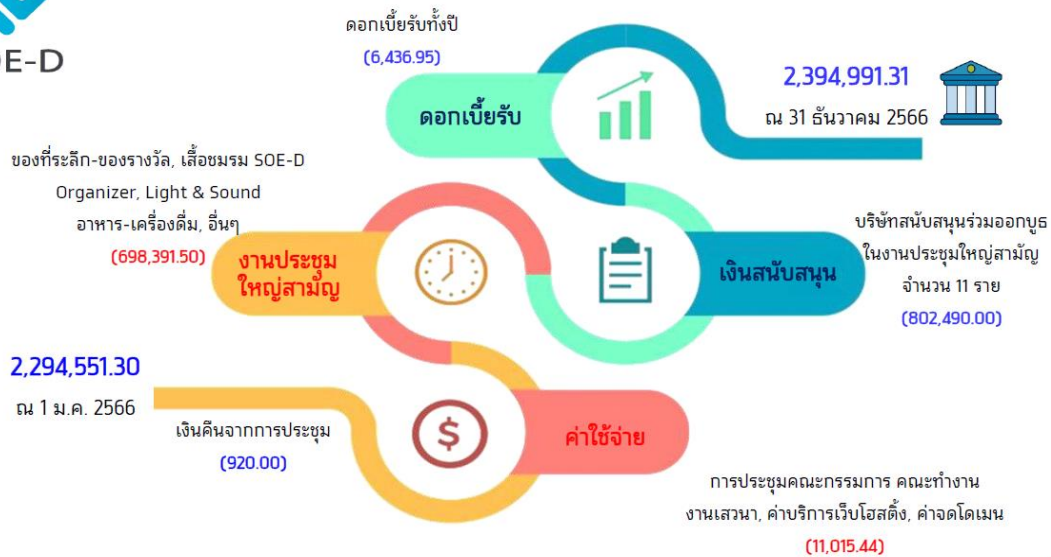 OE-D
ดอกเบี้ยรับทั้งปี
(6,436.95)
ดอกเบี้ยรับ
2,394,991.31
ณ 31 ธันวาคม 2566
ของที่ระลึก-ของรางวัล, เสื้อชมรม SOE-D
Organizer, Light & Sound
อาหาร-เครื่องดื่ม, อื่นๆ
(698,391.50)
งานประชุม
ใหญ่สามัญ
เงินสนับสนุน
บริษัทสนับสนุนร่วมออกบูธ
ในงานประชุมใหญ่สามัญ
จำนวน 11 ราย
(802,490.00)
2,294,551.30
ณ 1 ม.ค. 2566
เงินคืนจากการประชุม
(920.00)
$
ค่าใช้จ่าย
การประชุมคณะกรรมการ คณะทำงาน
งานเสวนา, ค่าบริการเว็บโฮสติ้ง, ค่าจดโดเมน
(11,015.44)